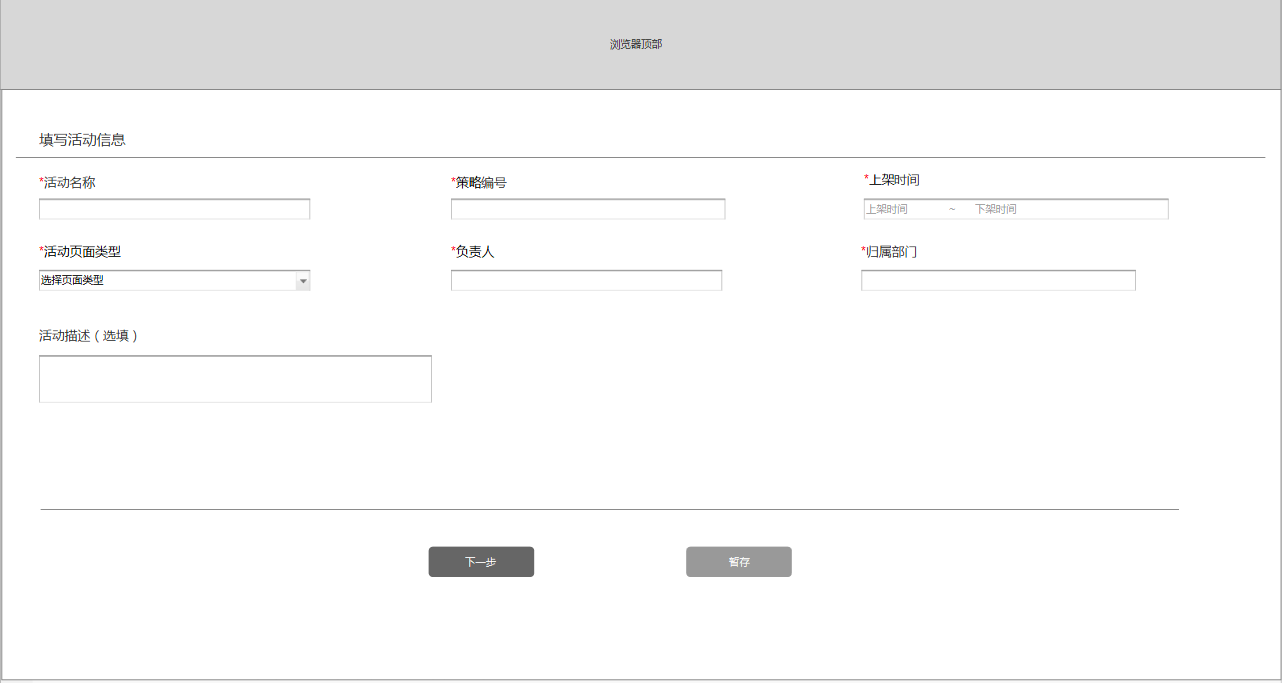 浏览器顶部
填写活动信息
*活动名称 *策略编号 *上架时间
上架时间 ~ 下架时间
*活动页面类型 *负责人 *归属部门
选择页面类型
活动描述（选填）
下一步 暂存